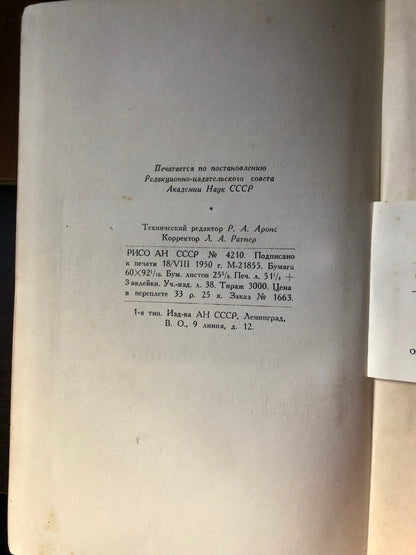 Печатается по постановлению
Редакционно-издательского совета
Академии Наук СССР
*
Технический редактор Р. А. Аронс
Корректор Л. А. Ратнер
РИСО АН СССР № 4210. Подписано
к печати 18/VIII 1950 г. М-21855. Бумага
60×92¹/₁₆. Бум. листов 25⁵/₈. Печ. л. 51¹/₄ +
3 вклейки. Уч.-изд. л. 38. Тираж 3000. Цена
в переплете 33 р. 25 к. Заказ № 1663.
1-я тип. Изд-ва АН СССР, Ленинград,
В. О., 9 линия, д. 12.
О